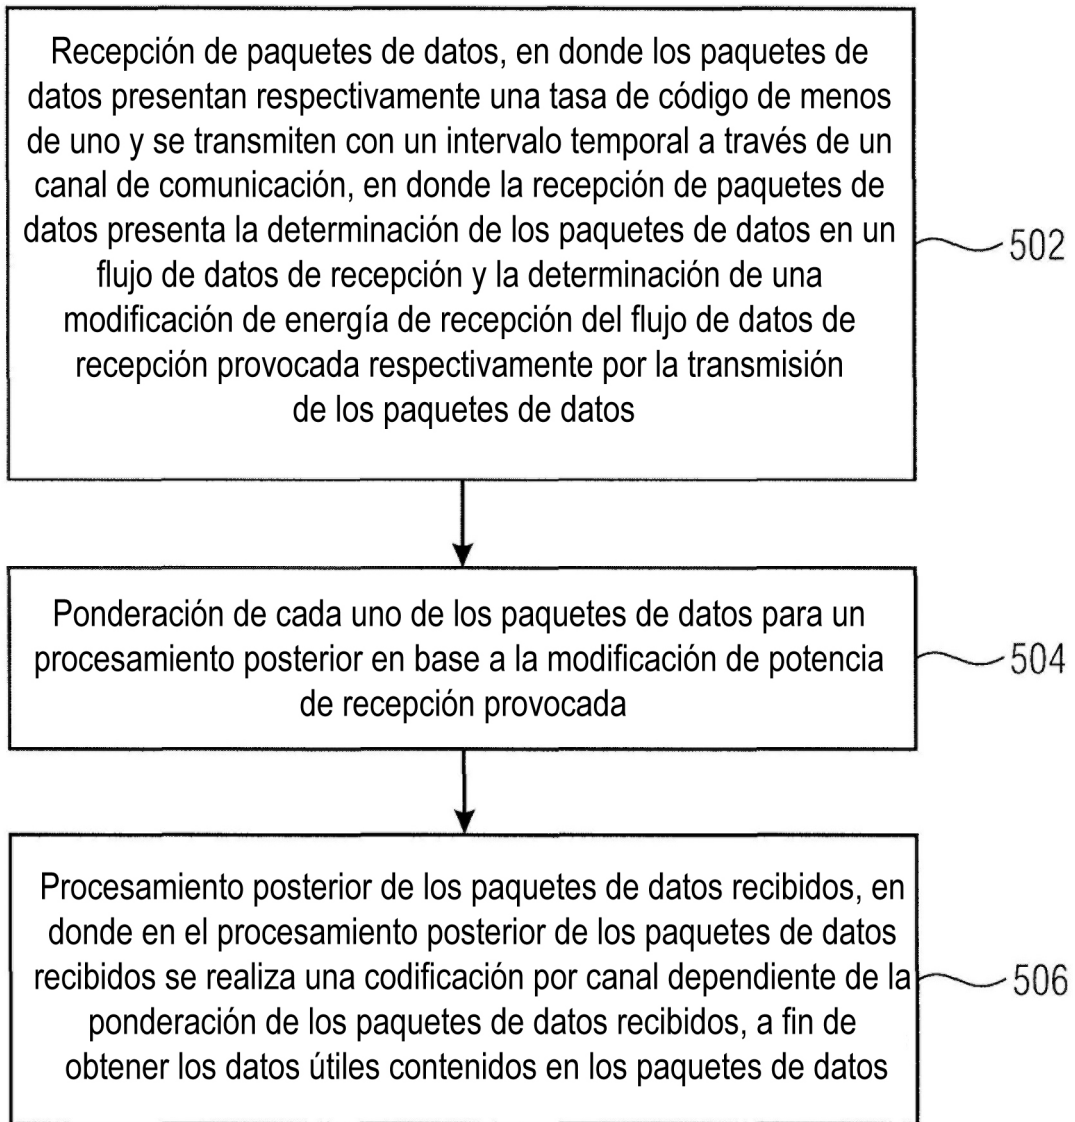 Recepción de paquetes de datos, en donde los paquetes de
datos presentan respectivamente una tasa de código de menos
de uno y se transmiten con un intervalo temporal a través de un
canal de comunicación, en donde la recepción de paquetes de
datos presenta la determinación de los paquetes de datos en un
flujo de datos de recepción y la determinación de una
modificación de energía de recepción del flujo de datos de
recepción provocada respectivamente por la transmisión
de los paquetes de datos
502
Ponderación de cada uno de los paquetes de datos para un
procesamiento posterior en base a la modificación de potencia
de recepción provocada
504
Procesamiento posterior de los paquetes de datos recibidos, en
donde en el procesamiento posterior de los paquetes de datos
recibidos se realiza una codificación por canal dependiente de la
ponderación de los paquetes de datos recibidos, a fin de
obtener los datos útiles contenidos en los paquetes de datos
506